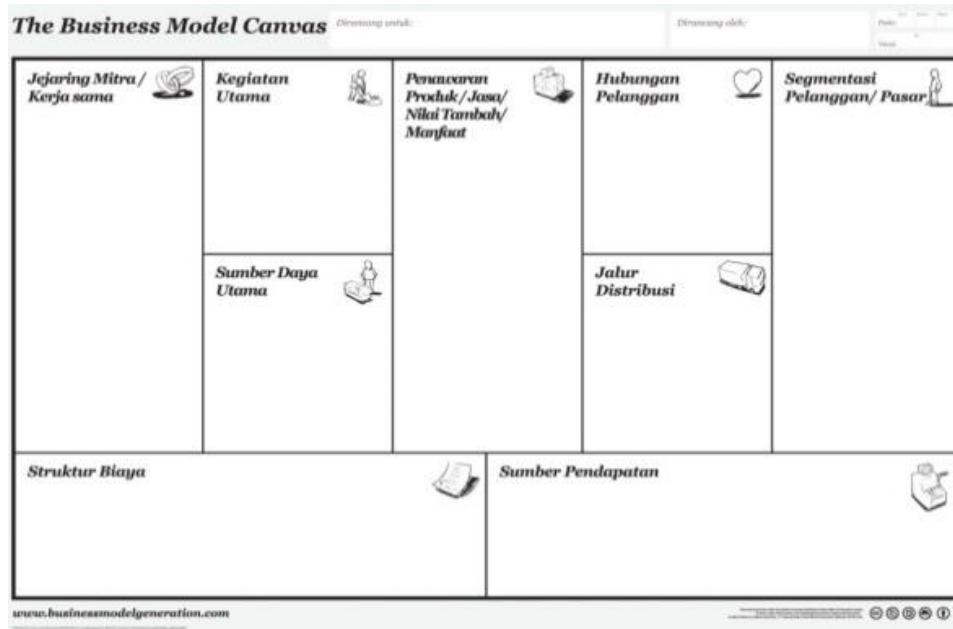 The Business Model Canvas
Dirancang untuk:
Dirancang oleh:
Jejaring Mitra /
Kerja sama
Kegiatan
Utama
Penawaran
Produk/Jasa/
Nilai Tambah/
Manfaat
Hubungan
Pelanggan
Segmentasi
Pelanggan/ Pasar
Sumber Daya
Utama
Jalur
Distribusi
Struktur Biaya
Sumber Pendapatan
www.businessmodelgeneration.com